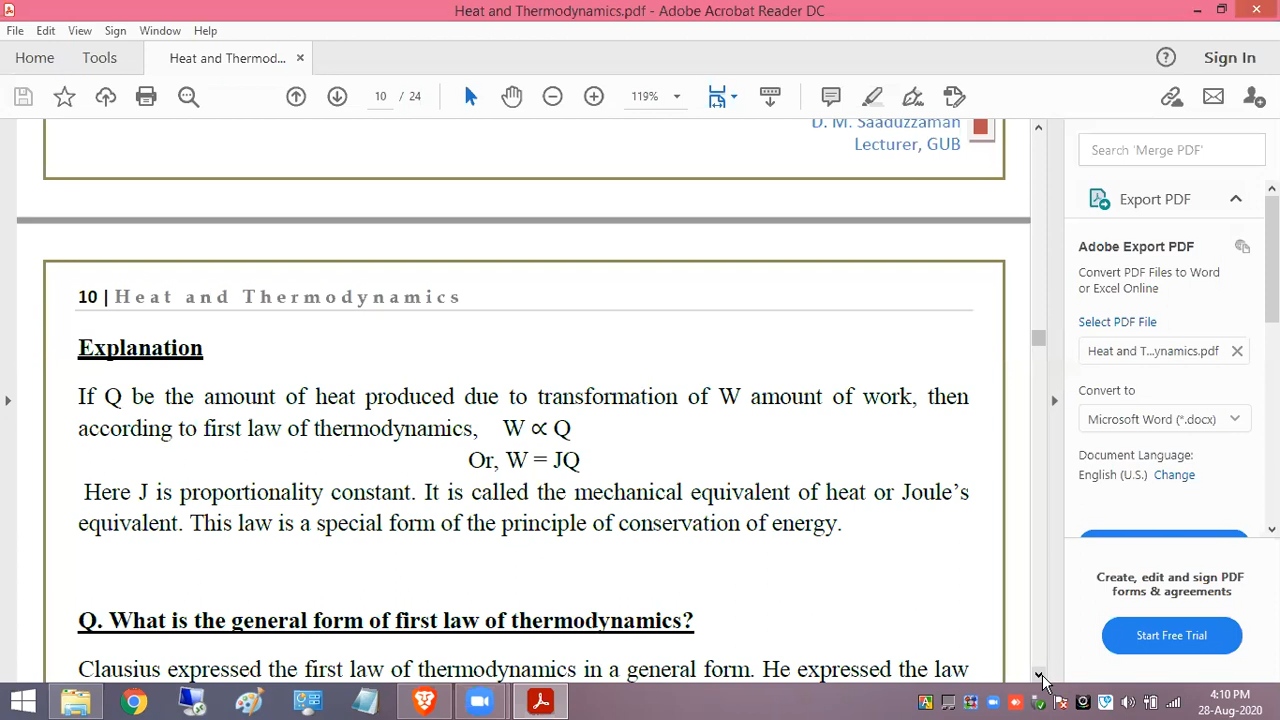 Heat and Thermodynamics.pdf - Adobe Acrobat Reader DC
File Edit View Sign Window Help
Home Tools Heat and Thermod... × Sign In
10 / 24 119%
D. M. Saaduzzaman
Lecturer, GUB
10 | Heat and Thermodynamics
Explanation
If Q be the amount of heat produced due to transformation of W amount of work, then
according to first law of thermodynamics, W ∝ Q
Or, W = JQ
Here J is proportionality constant. It is called the mechanical equivalent of heat or Joule's
equivalent. This law is a special form of the principle of conservation of energy.
Q. What is the general form of first law of thermodynamics?
Clausius expressed the first law of thermodynamics in a general form. He expressed the law
Search 'Merge PDF'
Export PDF
Adobe Export PDF
Convert PDF Files to Word
or Excel Online
Select PDF File
Heat and T...ynamics.pdf
Convert to
Microsoft Word (*.docx)
Document Language:
English (U.S.) Change
Create, edit and sign PDF
forms & agreements
Start Free Trial
4:10 PM
28-Aug-2020